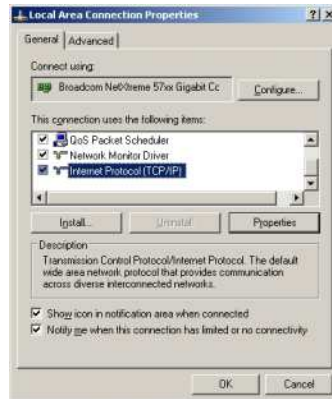 Local Area Connection Properties
General
Advanced
Connect using:
Broadcom NetXtreme 57xx Gigabit Cc
Configure...
This connection uses the following items:
QoS Packet Scheduler
Network Monitor Driver
Internet Protocol (TCP/IP)
Install...
Uninstall
Properties
Description
Transmission Control Protocol/Internet Protocol. The default
wide area network protocol that provides communication
across diverse interconnected networks.
Show icon in notification area when connected
Notify me when this connection has limited or no connectivity
OK
Cancel